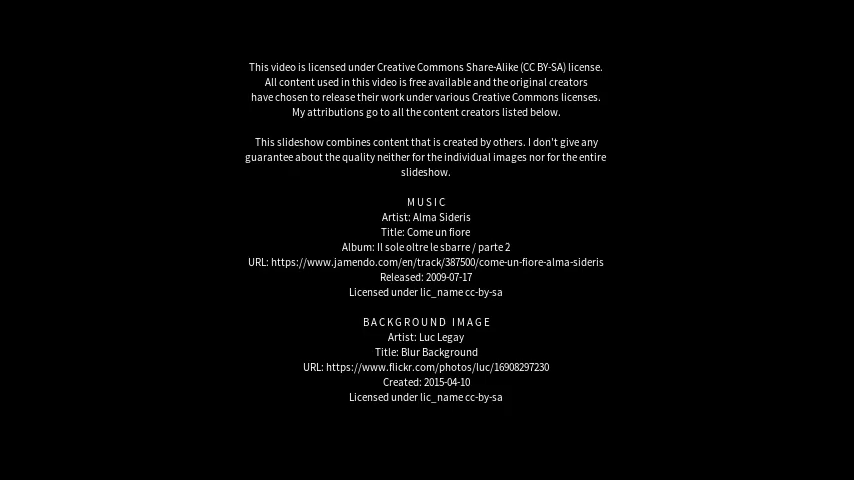 This video is licensed under Creative Commons Share-Alike (CC BY-SA) license.
All content used in this video is free available and the original creators
have chosen to release their work under various Creative Commons licenses.
My attributions go to all the content creators listed below.
This slideshow combines content that is created by others. I don't give any
guarantee about the quality neither for the individual images nor for the entire
slideshow.
MUSIC
Artist: Alma Sideris
Title: Come un fiore
Album: Il sole oltre le sbarre / parte 2
URL: https://www.jamendo.com/en/track/387500/come-un-fiore-alma-sideris
Released: 2009-07-17
Licensed under lic_name cc-by-sa
BACKGROUND IMAGE
Artist: Luc Legay
Title: Blur Background
URL: https://www.flickr.com/photos/luc/16908297230
Created: 2015-04-10
Licensed under lic_name cc-by-sa